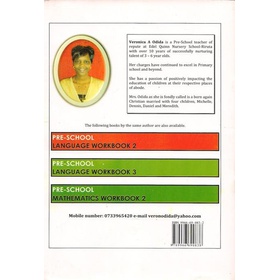 Veronica A Odida is a Pre-School teacher of
repute at Edel Quinn Nursery School-Kiruta
with over 30 years of successfully nurturing
talent of 3 - 6 year olds.
Her changes have continued to excel in Primary
school and beyond.
She has a passion of positively impacting the
education of children at their respective places
of abode.
Mrs. Odida as she is fondly called is a born again
Christian married with four children, Michelle,
Dennis, Daniel and Meredith.
The following books by the same author are also available.
PRE-SCHOOL
LANGUAGE WORKBOOK 2
PRE-SCHOOL
LANGUAGE WORKBOOK 3
PRE-SCHOOL
MATHEMATICS WORKBOOK 2
Mobile number: 0733965428 e-mail veronodida@yahoo.com